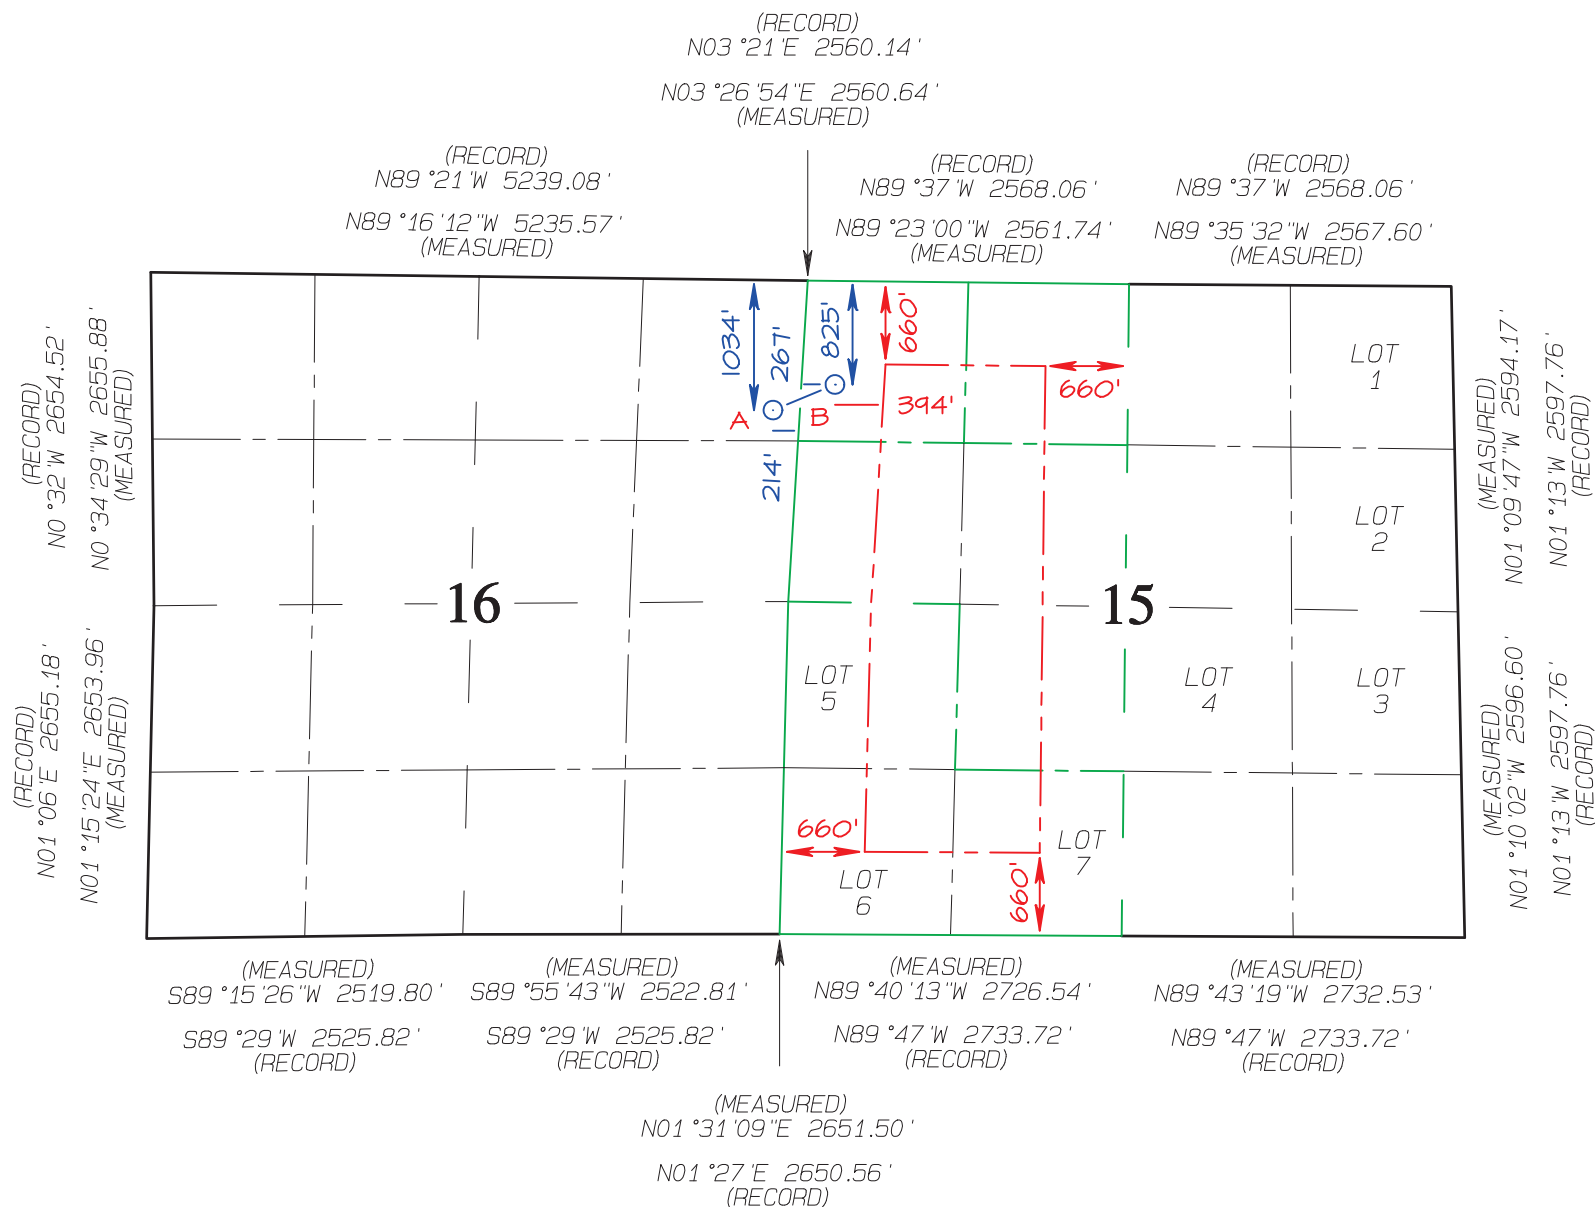 (RECORD)
N03°21'E 2560.14'
N03°26'54"E 2560.64'
(MEASURED)
(RECORD)
N89°21'W 5239.08'
N89°16'12"W 5235.57'
(MEASURED)
(RECORD)
N89°37'W 2568.06'
N89°23'00"W 2561.74'
(MEASURED)
(RECORD)
N89°37'W 2568.06'
N89°35'32"W 2567.60'
(MEASURED)
(RECORD)
N0°32'W 2654.52'
N0°34'29"W 2655.88'
(MEASURED)
1034'
267'
825'
660'
660'
A
B
394'
214'
LOT
1
LOT
2
(MEASURED)
N01°09'47"W 2594.17'
N01°13'W 2597.76'
(RECORD)
16
15
(RECORD)
N01°06'E 2655.18'
N01°15'24"E 2653.96'
(MEASURED)
LOT
5
LOT
4
LOT
3
(MEASURED)
N01°10'02"W 2596.60'
N01°13'W 2597.76'
(RECORD)
660'
LOT
6
660'
LOT
7
(MEASURED)
S89°15'26"W 2519.80'
S89°29'W 2525.82'
(RECORD)
(MEASURED)
S89°55'43"W 2522.81'
S89°29'W 2525.82'
(RECORD)
(MEASURED)
N89°40'13"W 2726.54'
N89°47'W 2733.72'
(RECORD)
(MEASURED)
N89°43'19"W 2732.53'
N89°47'W 2733.72'
(RECORD)
(MEASURED)
N01°31'09"E 2651.50'
N01°27'E 2650.56'
(RECORD)